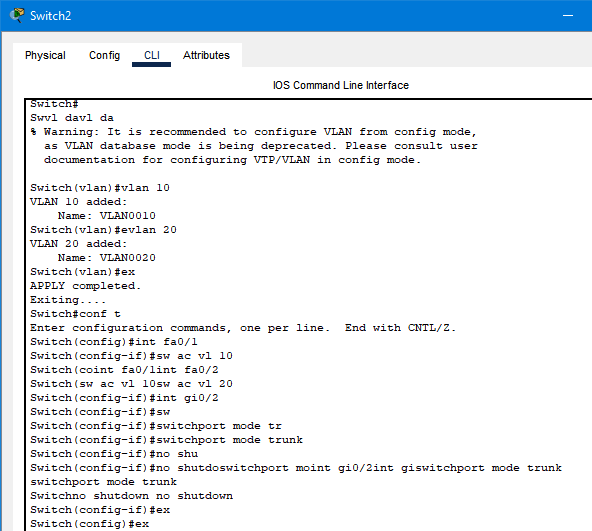 Switch2
Physical Config CLI Attributes
IOS Command Line Interface
Switch#
Swvl davl da
% Warning: It is recommended to configure VLAN from config mode,
as VLAN database mode is being deprecated. Please consult user
documentation for configuring VTP/VLAN in config mode.
Switch(vlan)#vlan 10
VLAN 10 added:
Name: VLAN0010
Switch(vlan)#evlan 20
VLAN 20 added:
Name: VLAN0020
Switch(vlan)#ex
APPLY completed.
Exiting....
Switch#conf t
Enter configuration commands, one per line.  End with CNTL/Z.
Switch(config)#int fa0/1
Switch(config-if)#sw ac vl 10
Switch(coint fa0/1int fa0/2
Switch(sw ac vl 10sw ac vl 20
Switch(config-if)#int gi0/2
Switch(config-if)#sw
Switch(config-if)#switchport mode tr
Switch(config-if)#switchport mode trunk
Switch(config-if)#no shu
Switch(config-if)#no shutdoswitchport moint gi0/2int giswitchport mode trunk
switchport mode trunk
Switchno shutdown no shutdown
Switch(config-if)#ex
Switch(config)#ex